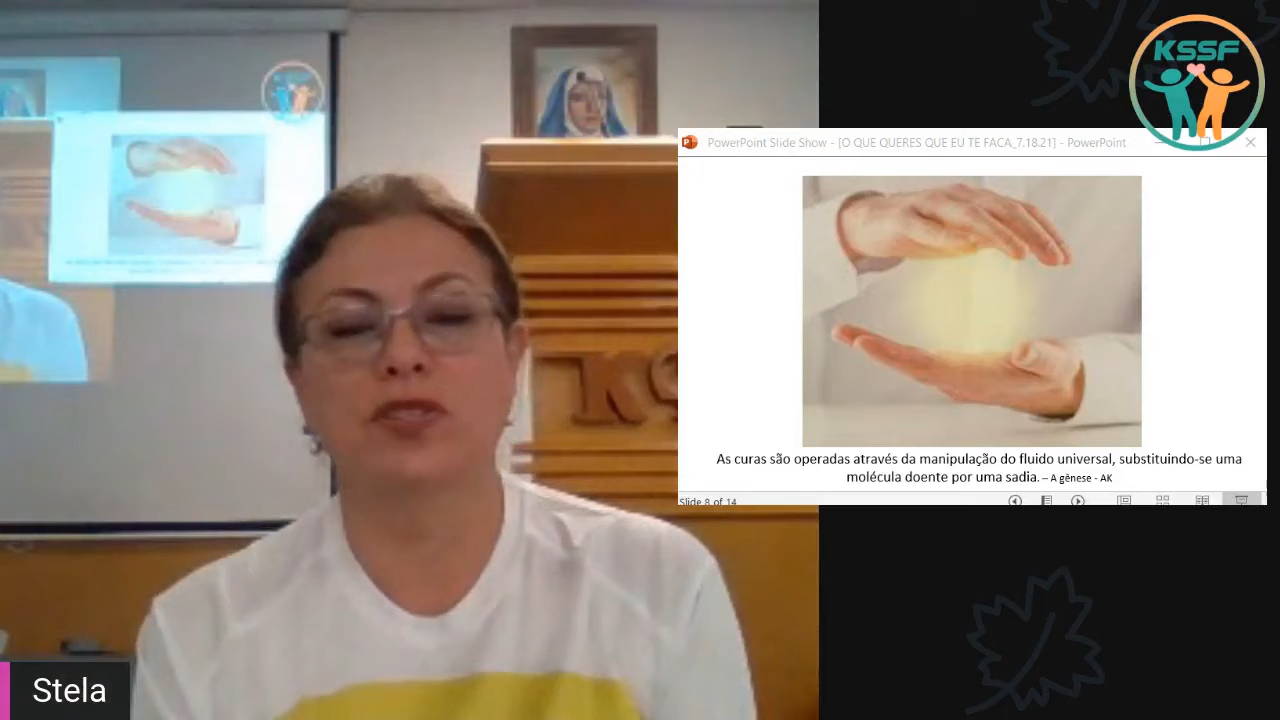 KSSF
PowerPoint Slide Show - [O QUE QUERES QUE EU TE FACA_7.18.21] - PowerPoint
As curas são operadas através da manipulação do fluido universal, substituindo-se uma
molécula doente por uma sadia. – A gênese - AK
Slide 8 of 14
Stela